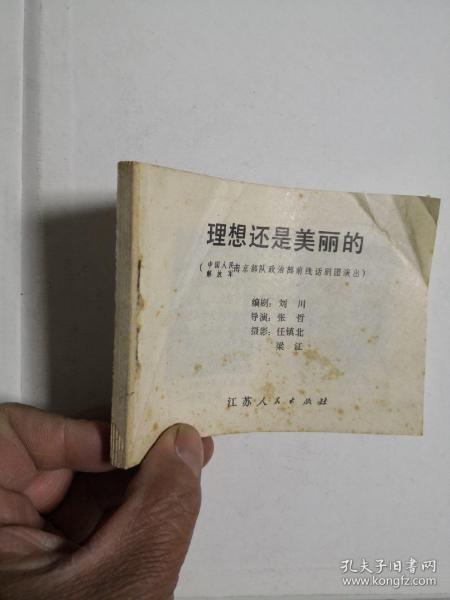 理想还是美丽的
(中国人民解放军南京部队政治部前线话剧团演出)
编剧：刘川
导演：张哲
摄影：任镇北
梁江
江苏人民出版社
孔夫子旧书网
www.kongfz.com